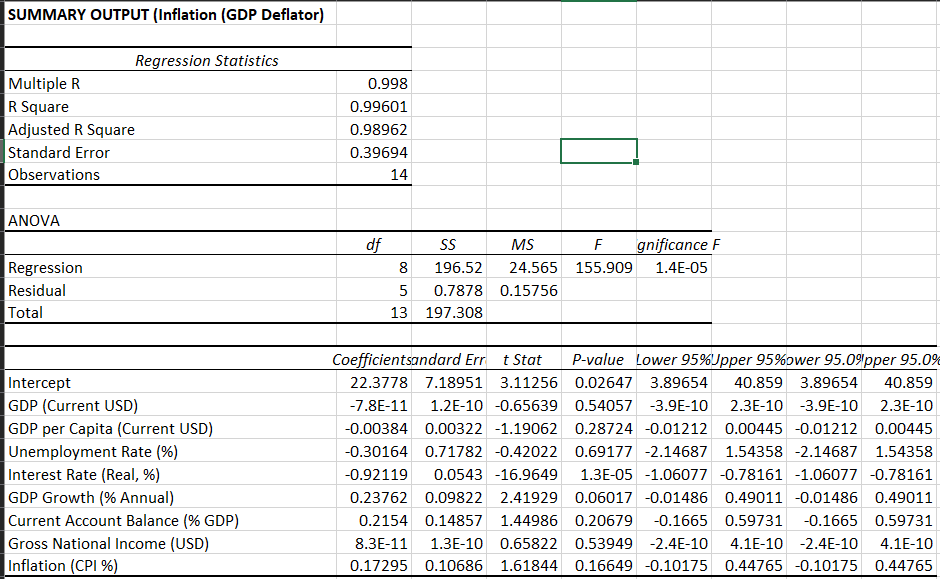 SUMMARY OUTPUT (Inflation (GDP Deflator)
Regression Statistics
Multiple R 0.998
R Square 0.99601
Adjusted R Square 0.98962
Standard Error 0.39694
Observations 14
ANOVA
df SS MS F gnificance F
Regression 8 196.52 24.565 155.909 1.4E-05
Residual 5 0.7878 0.15756
Total 13 197.308
Coefficients andard Err t Stat P-value Lower 95% Upper 95% ower 95.0% pper 95.0%
Intercept 22.3778 7.18951 3.11256 0.02647 3.89654 40.859 3.89654 40.859
GDP (Current USD) -7.8E-11 1.2E-10 -0.65639 0.54057 -3.9E-10 2.3E-10 -3.9E-10 2.3E-10
GDP per Capita (Current USD) -0.00384 0.00322 -1.19062 0.28724 -0.01212 0.00445 -0.01212 0.00445
Unemployment Rate (%) -0.30164 0.71782 -0.42022 0.69177 -2.14687 1.54358 -2.14687 1.54358
Interest Rate (Real, %) -0.92119 0.0543 -16.9649 1.3E-05 -1.06077 -0.78161 -1.06077 -0.78161
GDP Growth (% Annual) 0.23762 0.09822 2.41929 0.06017 -0.01486 0.49011 -0.01486 0.49011
Current Account Balance (% GDP) 0.2154 0.14857 1.44986 0.20679 -0.1665 0.59731 -0.1665 0.59731
Gross National Income (USD) 8.3E-11 1.3E-10 0.65822 0.53949 -2.4E-10 4.1E-10 -2.4E-10 4.1E-10
Inflation (CPI %) 0.17295 0.10686 1.61844 0.16649 -0.10175 0.44765 -0.10175 0.44765